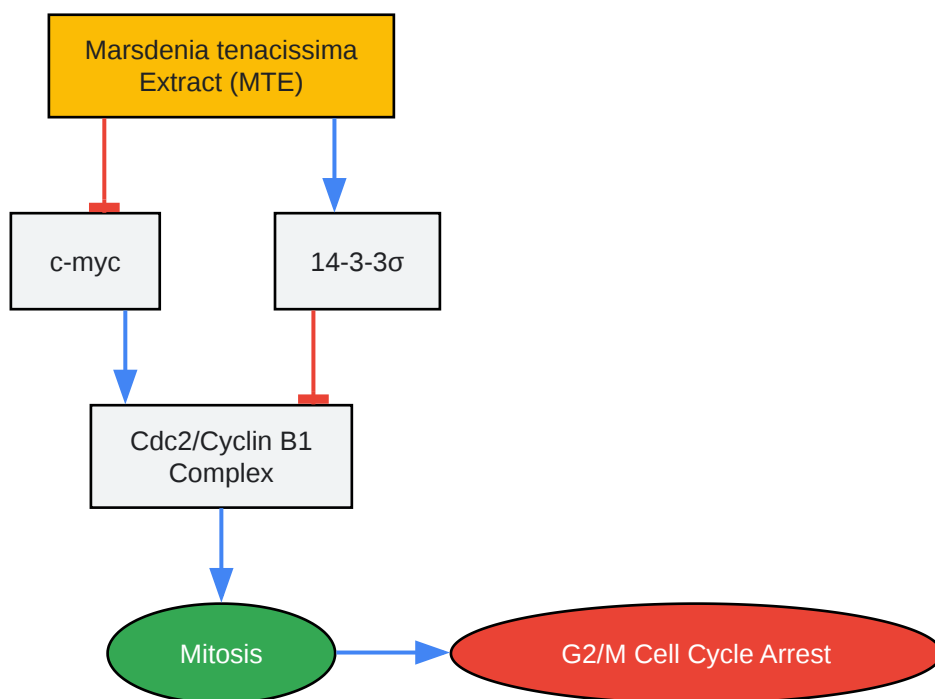 Marsdenia tenacissima
Extract (MTE)
c-myc
14-3-3σ
Cdc2/Cyclin B1
Complex
Mitosis
G2/M Cell Cycle Arrest